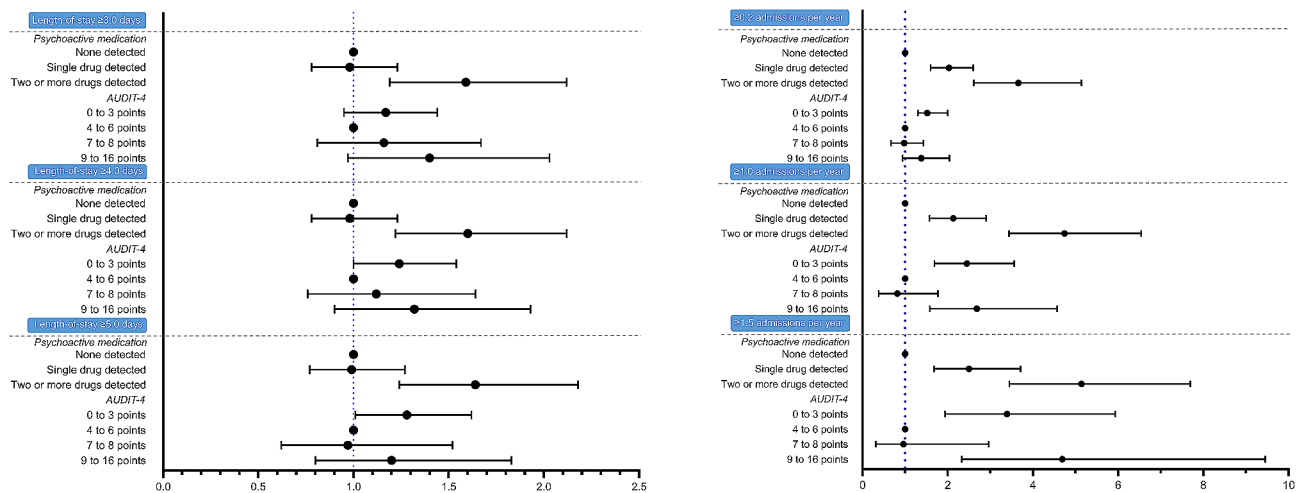 Length-of-stay ≥3.0 days
Psychoactive medication
None detected
Single drug detected
Two or more drugs detected
AUDIT-4
0 to 3 points
4 to 6 points
7 to 8 points
9 to 16 points
Length-of-stay ≥4.0 days
Psychoactive medication
None detected
Single drug detected
Two or more drugs detected
AUDIT-4
0 to 3 points
4 to 6 points
7 to 8 points
9 to 16 points
Length-of-stay ≥5.0 days
Psychoactive medication
None detected
Single drug detected
Two or more drugs detected
AUDIT-4
0 to 3 points
4 to 6 points
7 to 8 points
9 to 16 points
0.0 0.5 1.0 1.5 2.0 2.5
≥0.2 admissions per year
Psychoactive medication
None detected
Single drug detected
Two or more drugs detected
AUDIT-4
0 to 3 points
4 to 6 points
7 to 8 points
9 to 16 points
≥1.0 admissions per year
Psychoactive medication
None detected
Single drug detected
Two or more drugs detected
AUDIT-4
0 to 3 points
4 to 6 points
7 to 8 points
9 to 16 points
≥1.5 admissions per year
Psychoactive medication
None detected
Single drug detected
Two or more drugs detected
AUDIT-4
0 to 3 points
4 to 6 points
7 to 8 points
9 to 16 points
0 2 4 6 8 10